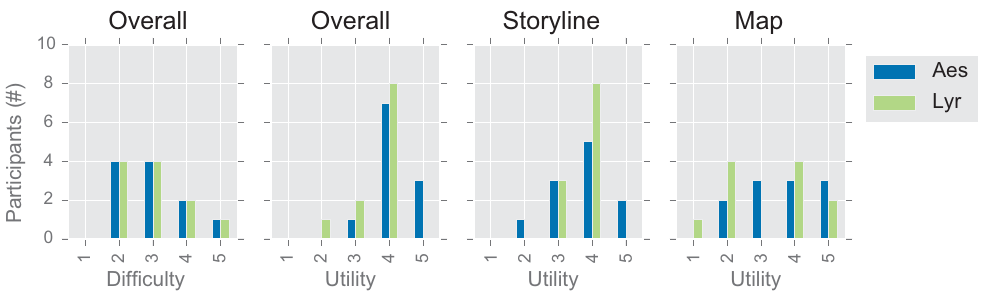 Overall Overall Storyline Map
10
8
6
4
2
0
Participants (#)
Aes
Lyr
1 2 3 4 5 1 2 3 4 5 1 2 3 4 5 1 2 3 4 5
Difficulty Utility Utility Utility